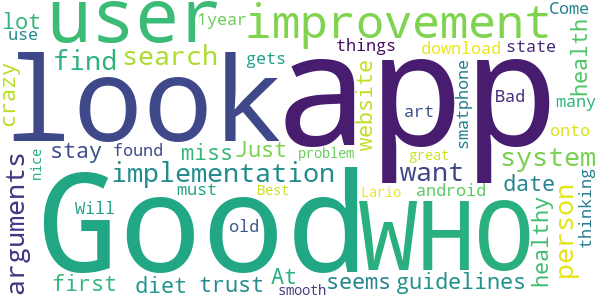 lot user improvement Come
use 1year health
crazy find search gets things download state
look app website smatphone art Bad many
arguments stay found miss Just problem want system onto
nice implementation great date person healthy thinking
Good WHO
Will must Best Lario android
first diet old trust At smooth seems guidelines